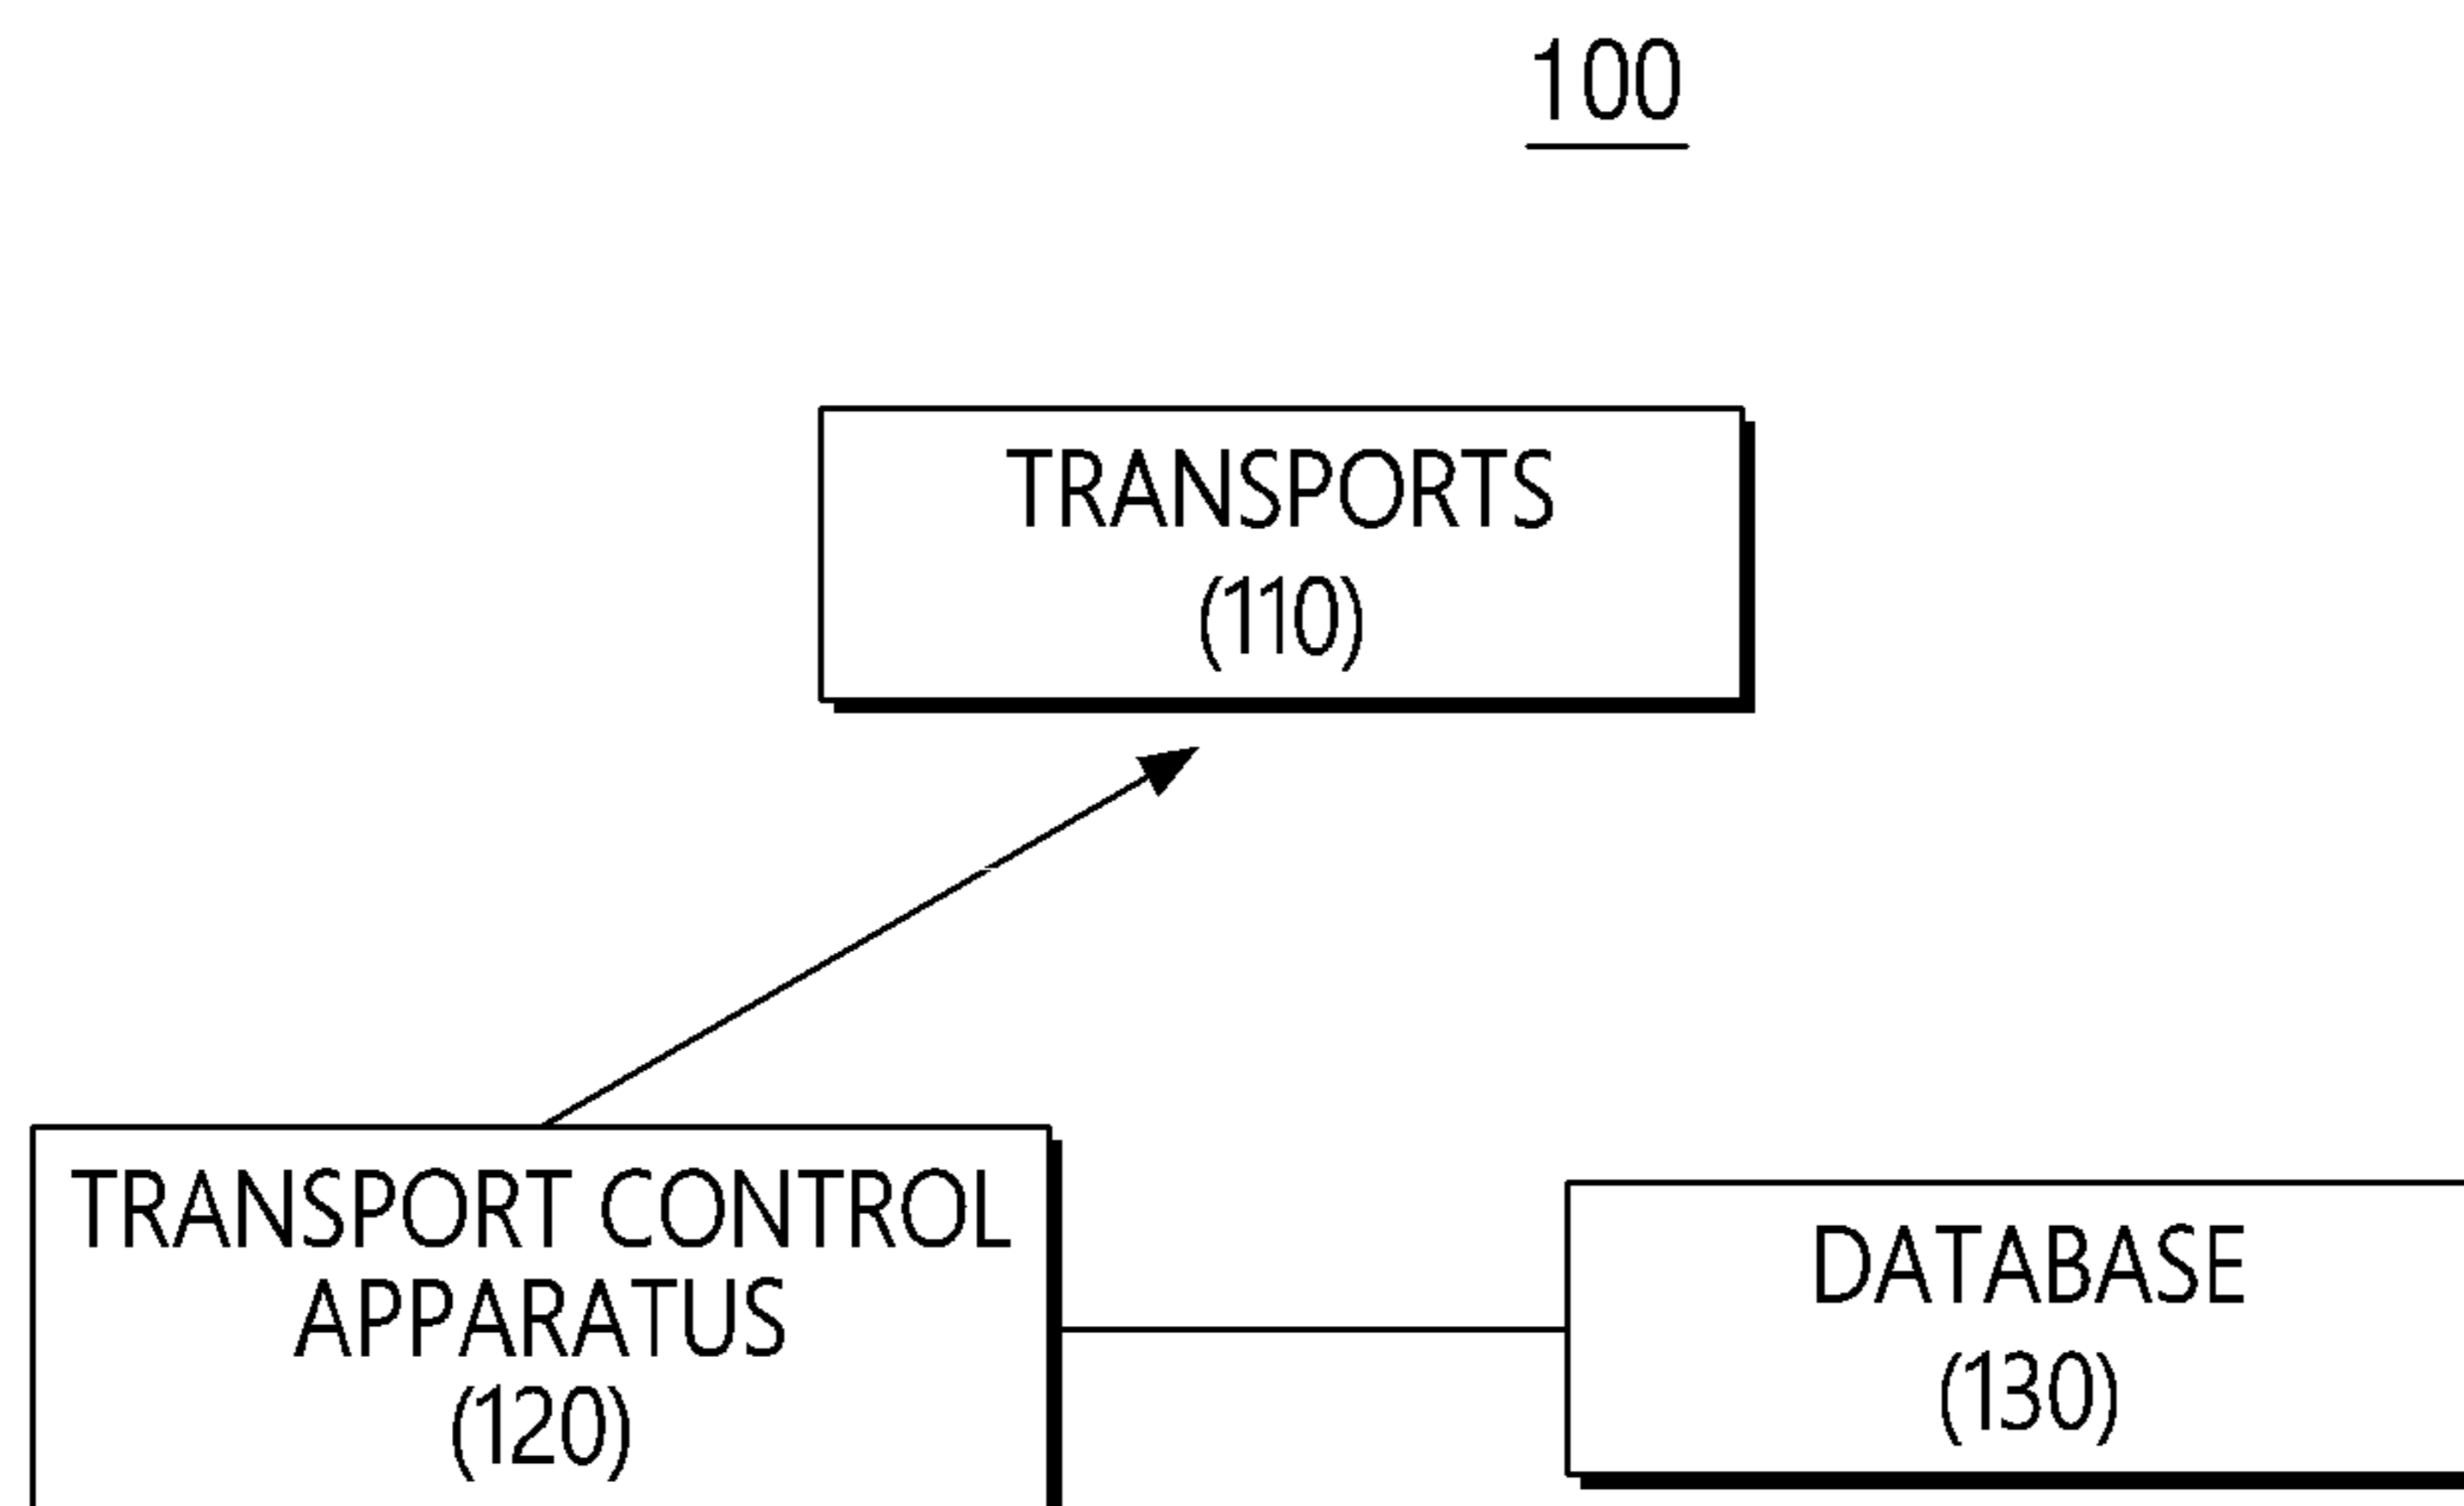 100
TRANSPORTS
(110)
TRANSPORT CONTROL
APPARATUS
(120)
DATABASE
(130)